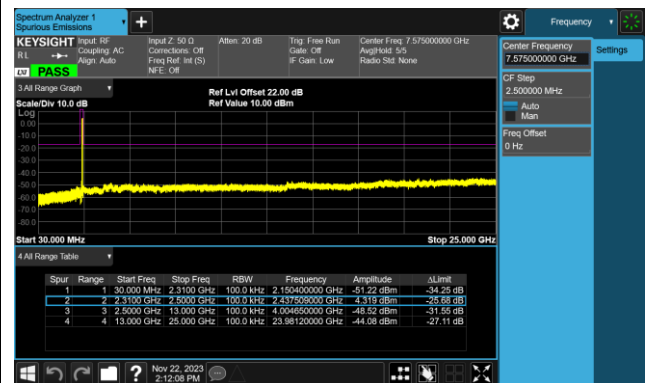 Spectrum Analyzer 1
Spurious Emissions
Frequency
KEYSIGHT Input: RF Input Z: 50 Ω Atten: 20 dB Trig: Free Run Center Freq: 7.575000000 GHz
RL Coupling: AC Corrections: Off Gate: Off Avg|Hold: 5/5
Align: Auto Freq Ref: Int (S) IF Gain: Low Radio Std: None
LW PASS NFE: Off
Center Frequency
7.575000000 GHz
Settings
CF Step
2.500000 MHz
Auto
Man
Freq Offset
0 Hz
3 All Range Graph
Ref Lvl Offset 22.00 dB
Scale/Div 10.0 dB Ref Value 10.00 dBm
Log
0.00
-10.0
-20.0
-30.0
-40.0
-50.0
-60.0
-70.0
-80.0
Start 30.000 MHz Stop 25.000 GHz
4 All Range Table
Spur Range Start Freq Stop Freq RBW Frequency Amplitude ΔLimit
1 1 30.000 MHz 2.3100 GHz 100.0 kHz 2.150400000 GHz -51.22 dBm -34.25 dB
2 2 2.3100 GHz 2.5000 GHz 100.0 kHz 2.437509000 GHz 4.319 dBm -25.68 dB
3 3 2.5000 GHz 13.000 GHz 100.0 kHz 4.004650000 GHz -48.52 dBm -31.55 dB
4 4 13.000 GHz 25.000 GHz 100.0 kHz 23.98120000 GHz -44.08 dBm -27.11 dB
Nov 22, 2023
2:12:08 PM